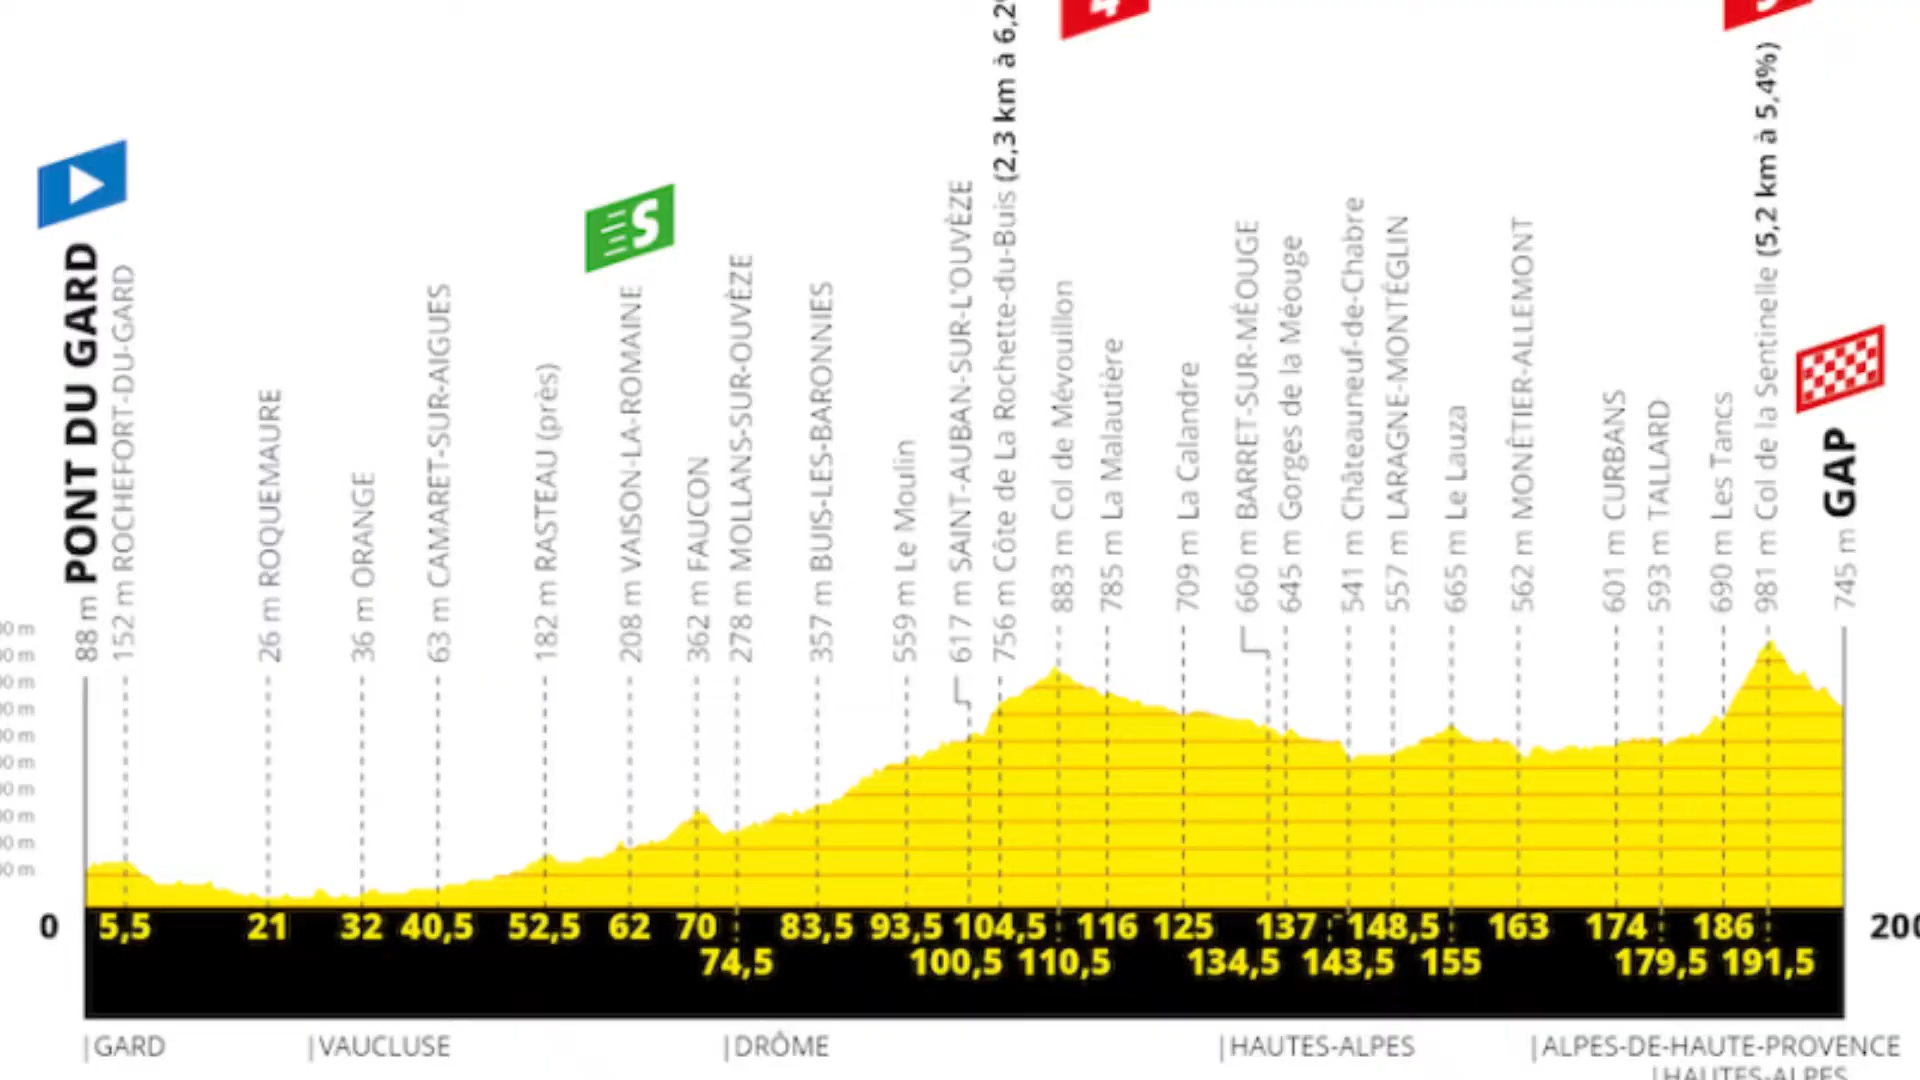 4
S
88 m PONT DU GARD
152 m ROCHEFORT-DU-GARD
26 m ROQUEMAURE
36 m ORANGE
63 m CAMARET-SUR-AIGUES
182 m RASTEAU (près)
208 m VAISON-LA-ROMAINE
362 m FAUCON
278 m MOLLANS-SUR-OUVÈZE
357 m BUIS-LES-BARONNIES
559 m Le Moulin
617 m SAINT-AUBAN-SUR-L'OUVÈZE
756 m Côte de La Rochette-du-Buis (2,3 km à 6,2
883 m Col de Mévouillon
785 m La Malautière
709 m La Calandre
660 m BARRET-SUR-MÉOUGE
645 m Gorges de la Méouge
541 m Châteauneuf-de-Chabre
557 m LARAGNE-MONTÉGLIN
665 m Le Lauza
562 m MONÊTIER-ALLEMONT
601 m CURBANS
593 m TALLARD
690 m Les Tancs
981 m Col de la Sentinelle (5,2 km à 5,4%)
745 m GAP
0 5,5 21 32 40,5 52,5 62 70 83,5 93,5 104,5 116 125 137 148,5 163 174 186 200
74,5 100,5 110,5 134,5 143,5 155 179,5 191,5
|GARD |VAUCLUSE |DRÔME |HAUTES-ALPES |ALPES-DE-HAUTE-PROVENCE
|HAUTES-ALPES